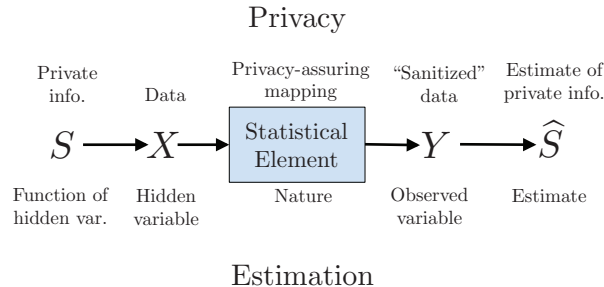 Privacy
Private info.
Data
Privacy-assuring mapping
“Sanitized” data
Estimate of private info.
S
X
Statistical Element
Y
Ŝ
Function of hidden var.
Hidden variable
Nature
Observed variable
Estimate
Estimation